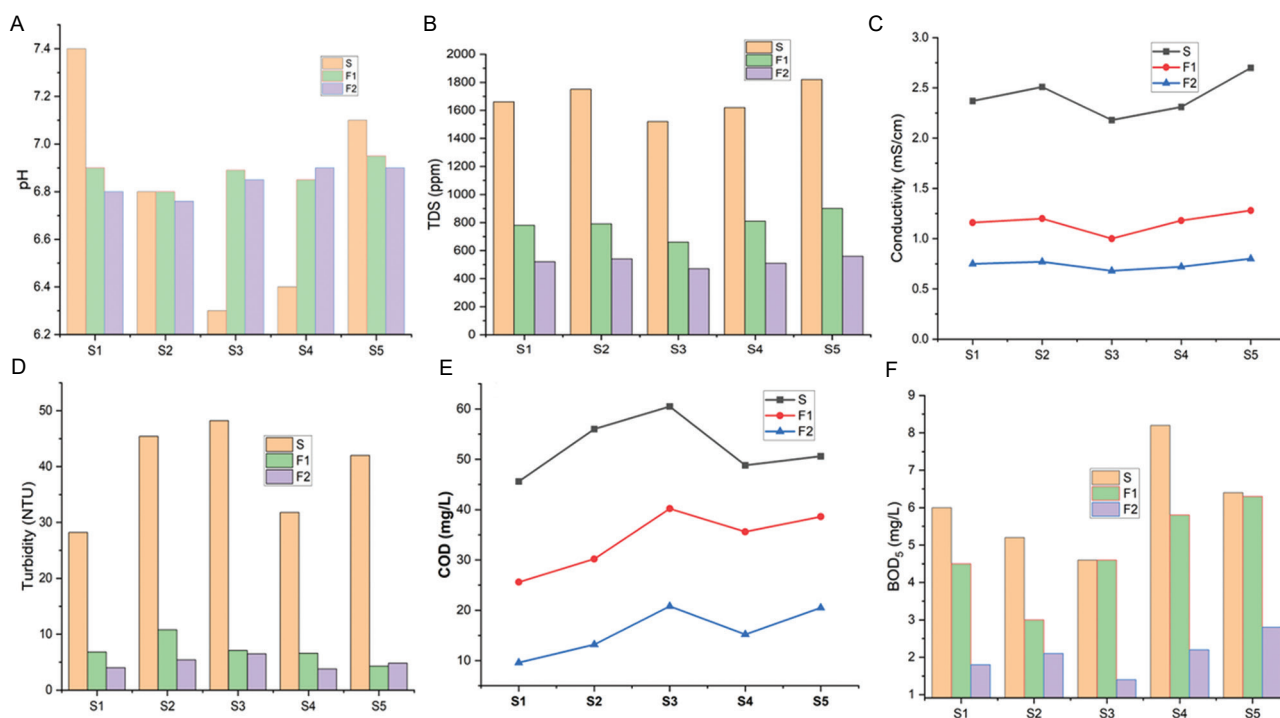 A
7.4
7.2
7.0
6.8
6.6
6.4
6.2
pH
S
F1
F2
S1 S2 S3 S4 S5
B
2000
1800
1600
1400
1200
1000
800
600
400
200
0
TDS (ppm)
S
F1
F2
S1 S2 S3 S4 S5
C
3.0
2.5
2.0
1.5
1.0
0.5
0.0
Conductivity (mS/cm)
S
F1
F2
S1 S2 S3 S4 S5
D
50
40
30
20
10
0
Turbidity (NTU)
S
F1
F2
S1 S2 S3 S4 S5
E
60
50
40
30
20
10
COD (mg/L)
S
F1
F2
S1 S2 S3 S4 S5
F
9
8
7
6
5
4
3
2
1
BOD5 (mg/L)
S
F1
F2
S1 S2 S3 S4 S5